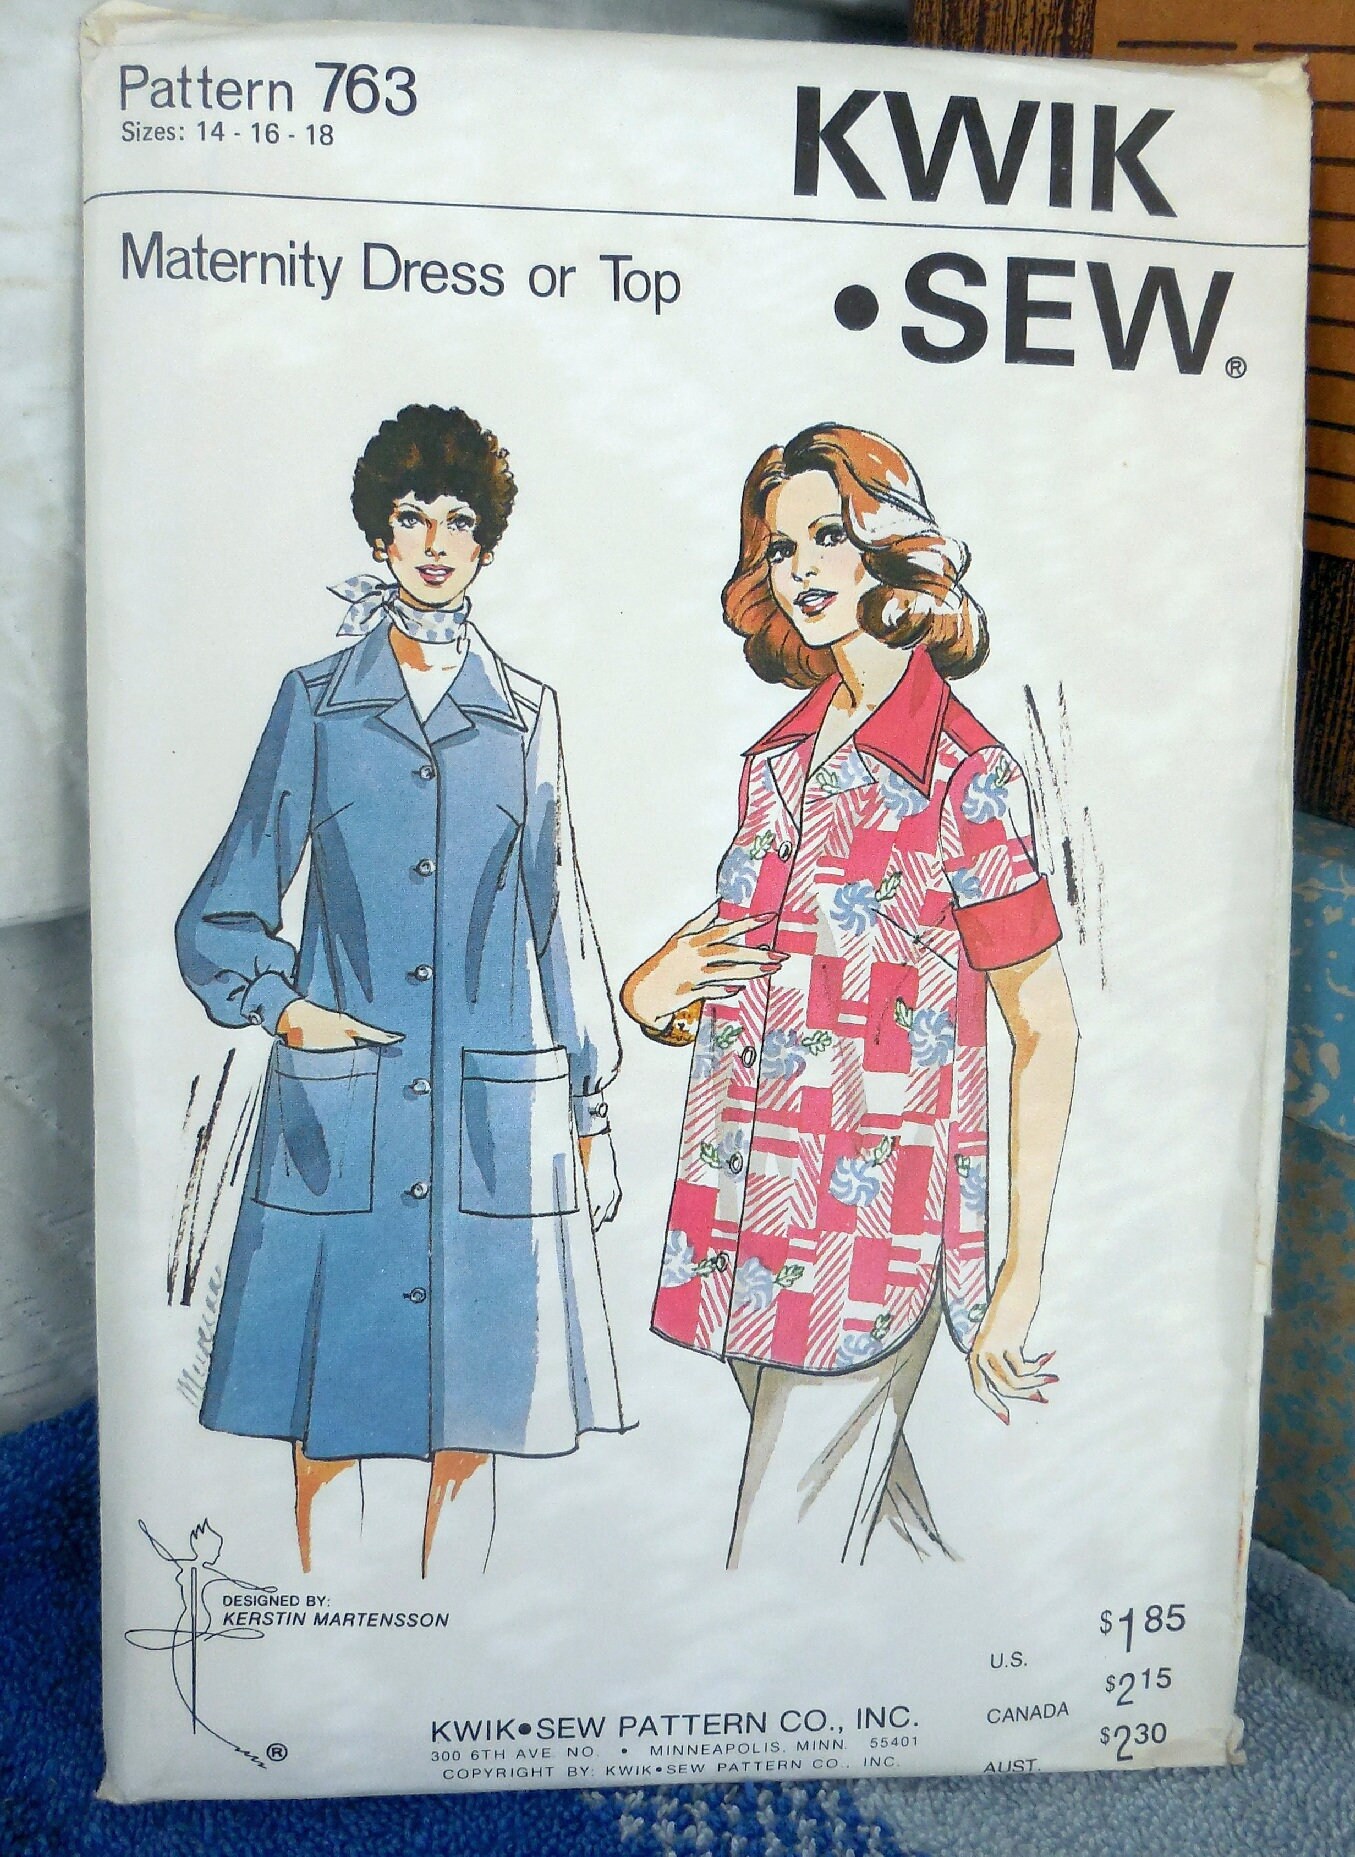 Pattern 763
Sizes: 14 - 16 - 18
KWIK
•SEW®
Maternity Dress or Top
DESIGNED BY:
KERSTIN MARTENSSON
®
U.S. $1 85
CANADA $2 15
AUST. $2 30
KWIK•SEW PATTERN CO., INC.
300 6TH AVE. NO. • MINNEAPOLIS, MINN. 55401
COPYRIGHT BY: KWIK•SEW PATTERN CO., INC.